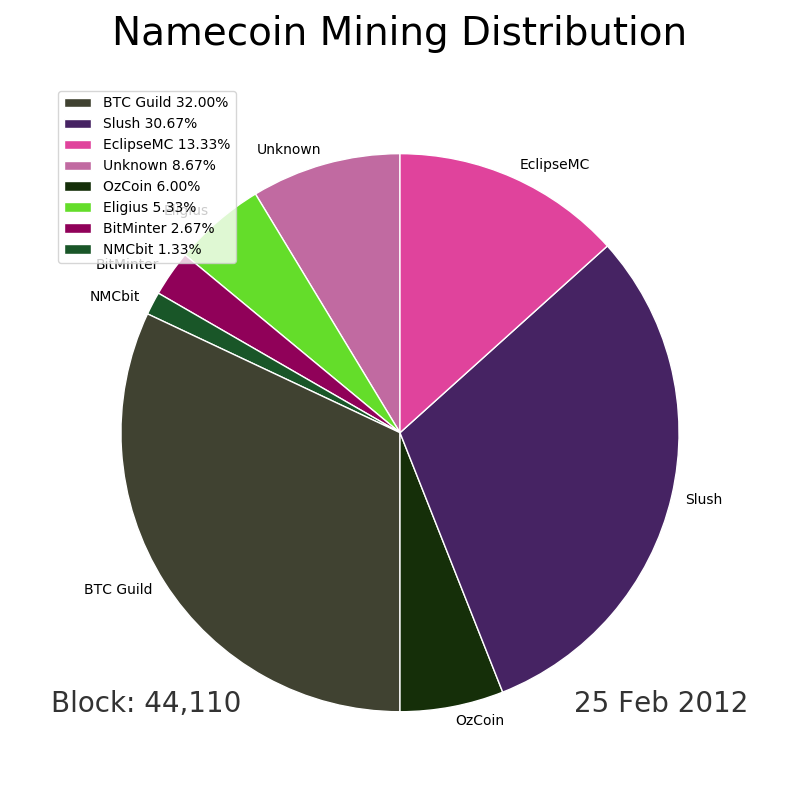 Namecoin Mining Distribution
BTC Guild 32.00%
Slush 30.67%
EclipseMC 13.33%
Unknown 8.67%
OzCoin 6.00%
Eligius 5.33%
BitMinter 2.67%
NMCbit 1.33%
Unknown
EclipseMC
Eligius
BitMinter
NMCbit
Slush
BTC Guild
OzCoin
Block: 44,110
25 Feb 2012